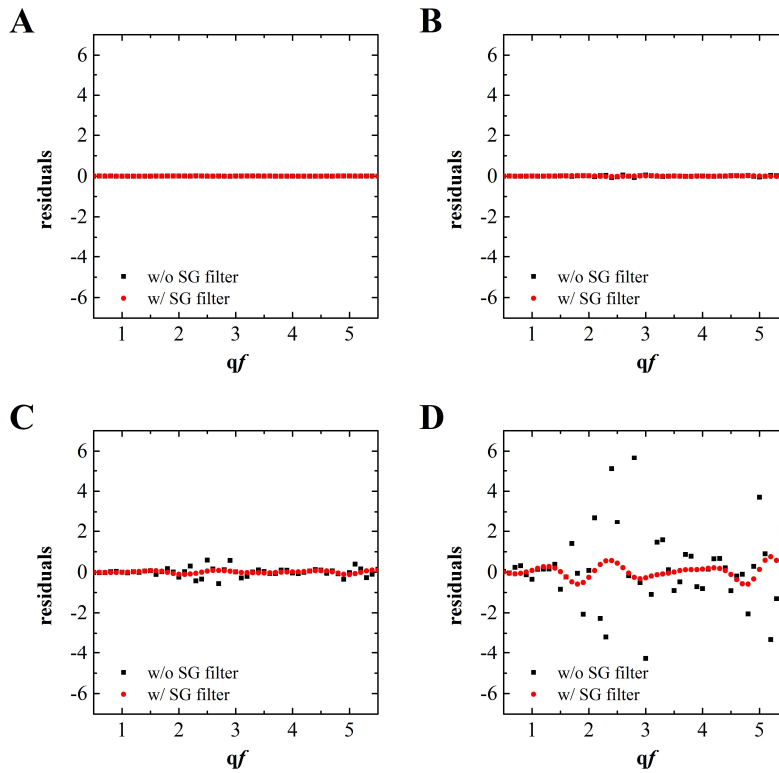 A
6
4
2
0
-2
-4
-6
residuals
w/o SG filter
w/ SG filter
1 2 3 4 5
qf
B
6
4
2
0
-2
-4
-6
residuals
w/o SG filter
w/ SG filter
1 2 3 4 5
qf
C
6
4
2
0
-2
-4
-6
residuals
w/o SG filter
w/ SG filter
1 2 3 4 5
qf
D
6
4
2
0
-2
-4
-6
residuals
w/o SG filter
w/ SG filter
1 2 3 4 5
qf